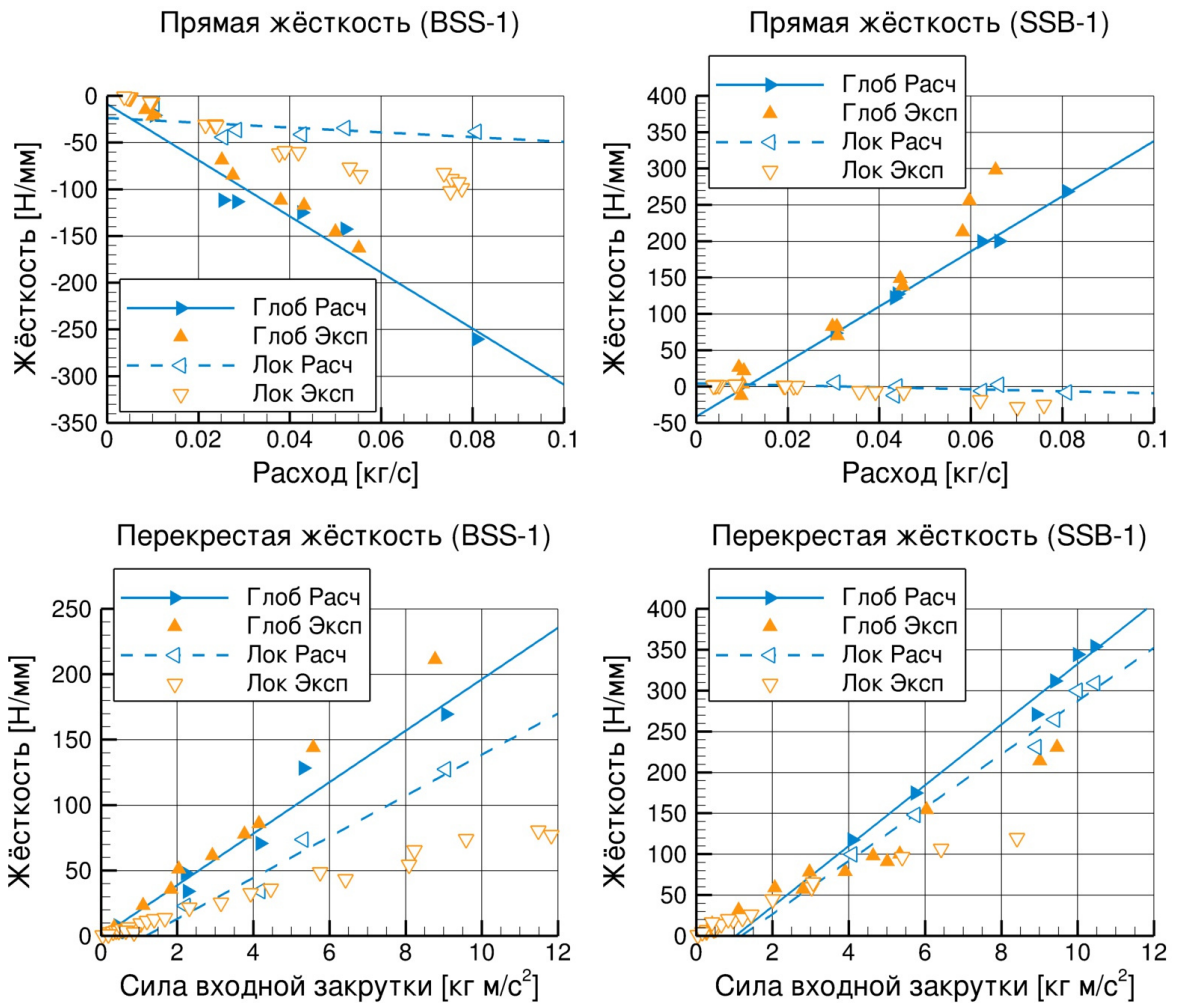 Прямая жёсткость (BSS-1)
Жёсткость [Н/мм]
0
-50
-100
-150
-200
-250
-300
-350
Глоб Расч
Глоб Эксп
Лок Расч
Лок Эксп
0 0.02 0.04 0.06 0.08 0.1
Расход [кг/с]
Прямая жёсткость (SSB-1)
Жёсткость [Н/мм]
Глоб Расч
Глоб Эксп
Лок Расч
Лок Эксп
400
350
300
250
200
150
100
50
0
-50
0 0.02 0.04 0.06 0.08 0.1
Расход [кг/с]
Перекрестая жёсткость (BSS-1)
Жёсткость [Н/мм]
Глоб Расч
Глоб Эксп
Лок Расч
Лок Эксп
250
200
150
100
50
0
0 2 4 6 8 10 12
Сила входной закрутки [кг м/с²]
Перекрестая жёсткость (SSB-1)
Жёсткость [Н/мм]
Глоб Расч
Глоб Эксп
Лок Расч
Лок Эксп
400
350
300
250
200
150
100
50
0
0 2 4 6 8 10 12
Сила входной закрутки [кг м/с²]